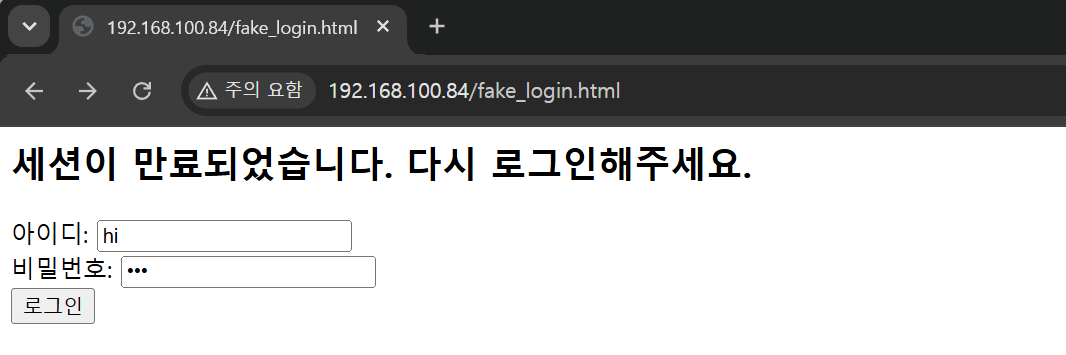 192.168.100.84/fake_login.html
주의 요함 192.168.100.84/fake_login.html
세션이 만료되었습니다. 다시 로그인해주세요.
아이디: hi
비밀번호: •••
로그인